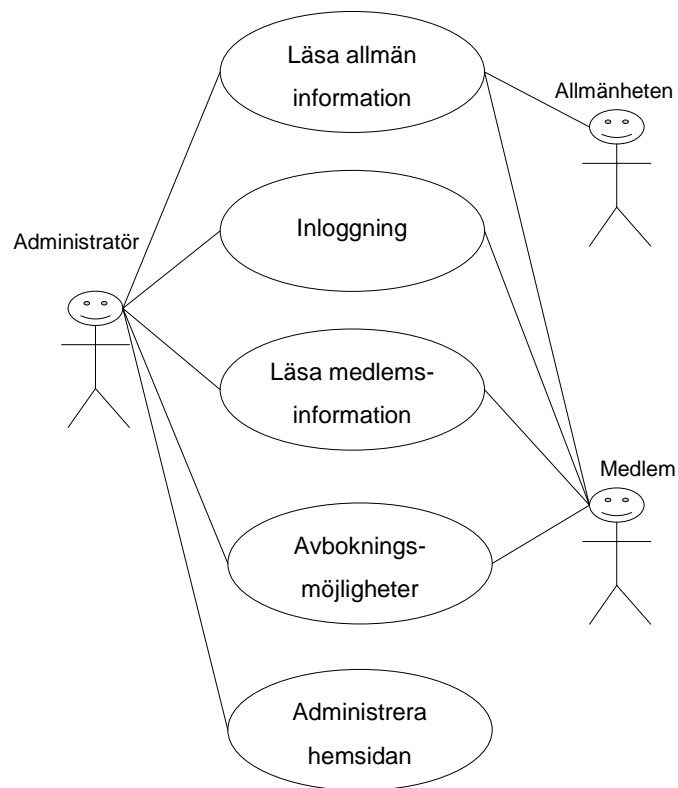 Läsa allmän
information
Allmänheten
Inloggning
Administratör
Läsa medlems-
information
Medlem
Avboknings-
möjligheter
Administrera
hemsidan